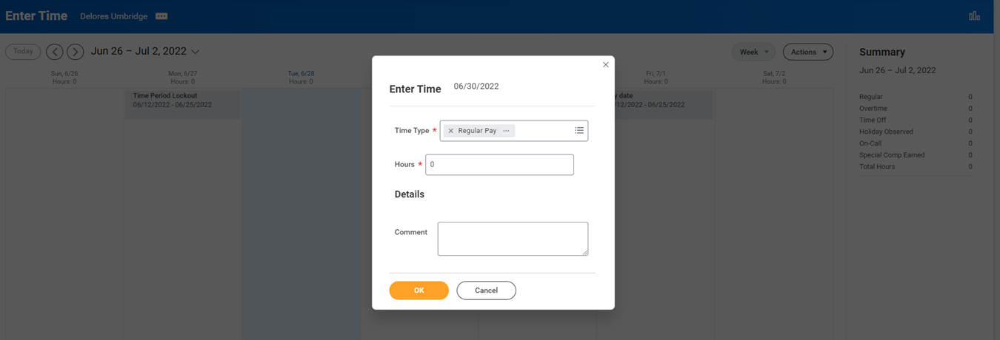 Enter Time Delores Umbridge
Today Jun 26 – Jul 2, 2022 Week Actions
Sun, 6/26
Hours: 0
Mon, 6/27
Hours: 0
Tue, 6/28
Hours: 0
Fri, 7/1
Hours: 0
Sat, 7/2
Hours: 0
Time Period Lockout
06/12/2022 - 06/25/2022
y date
/12/2022 - 06/25/2022
Enter Time 06/30/2022
Time Type * Regular Pay
Hours * 0
Details
Comment
OK Cancel
Summary
Jun 26 – Jul 2, 2022
Regular 0
Overtime 0
Time Off 0
Holiday Observed 0
On-Call 0
Special Comp Earned 0
Total Hours 0